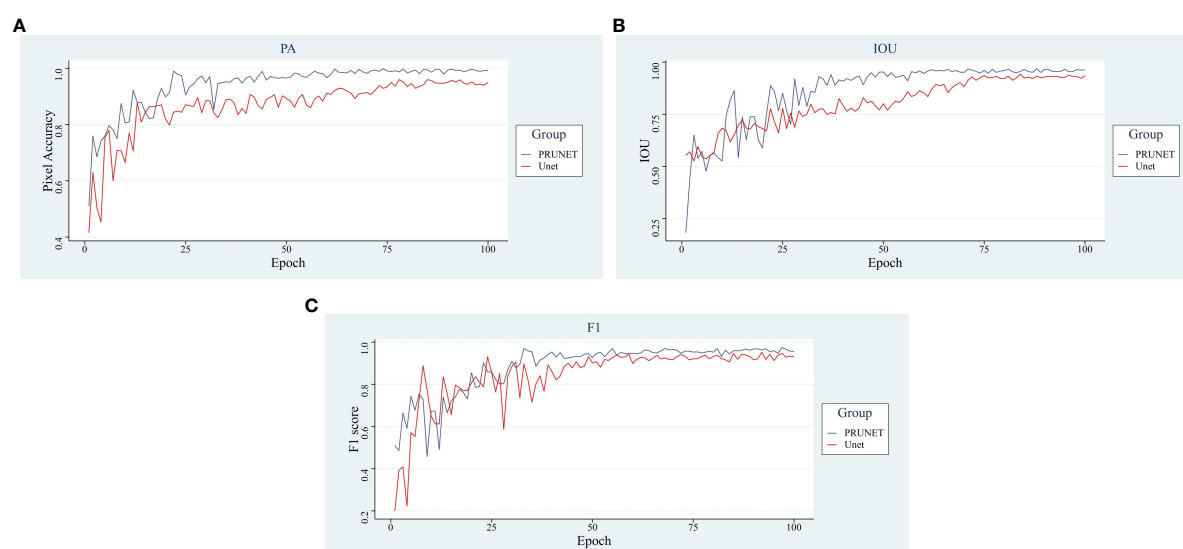 A
PA
Pixel Accuracy
1.0
0.8
0.6
0.4
0
25
50
75
100
Epoch
Group
PRUNET
Unet
B
IOU
IOU
1.00
0.75
0.50
0.25
0
25
50
75
100
Epoch
Group
PRUNET
Unet
C
F1
F1 score
1.0
0.8
0.6
0.4
0.2
0
25
50
75
100
Epoch
Group
PRUNET
Unet